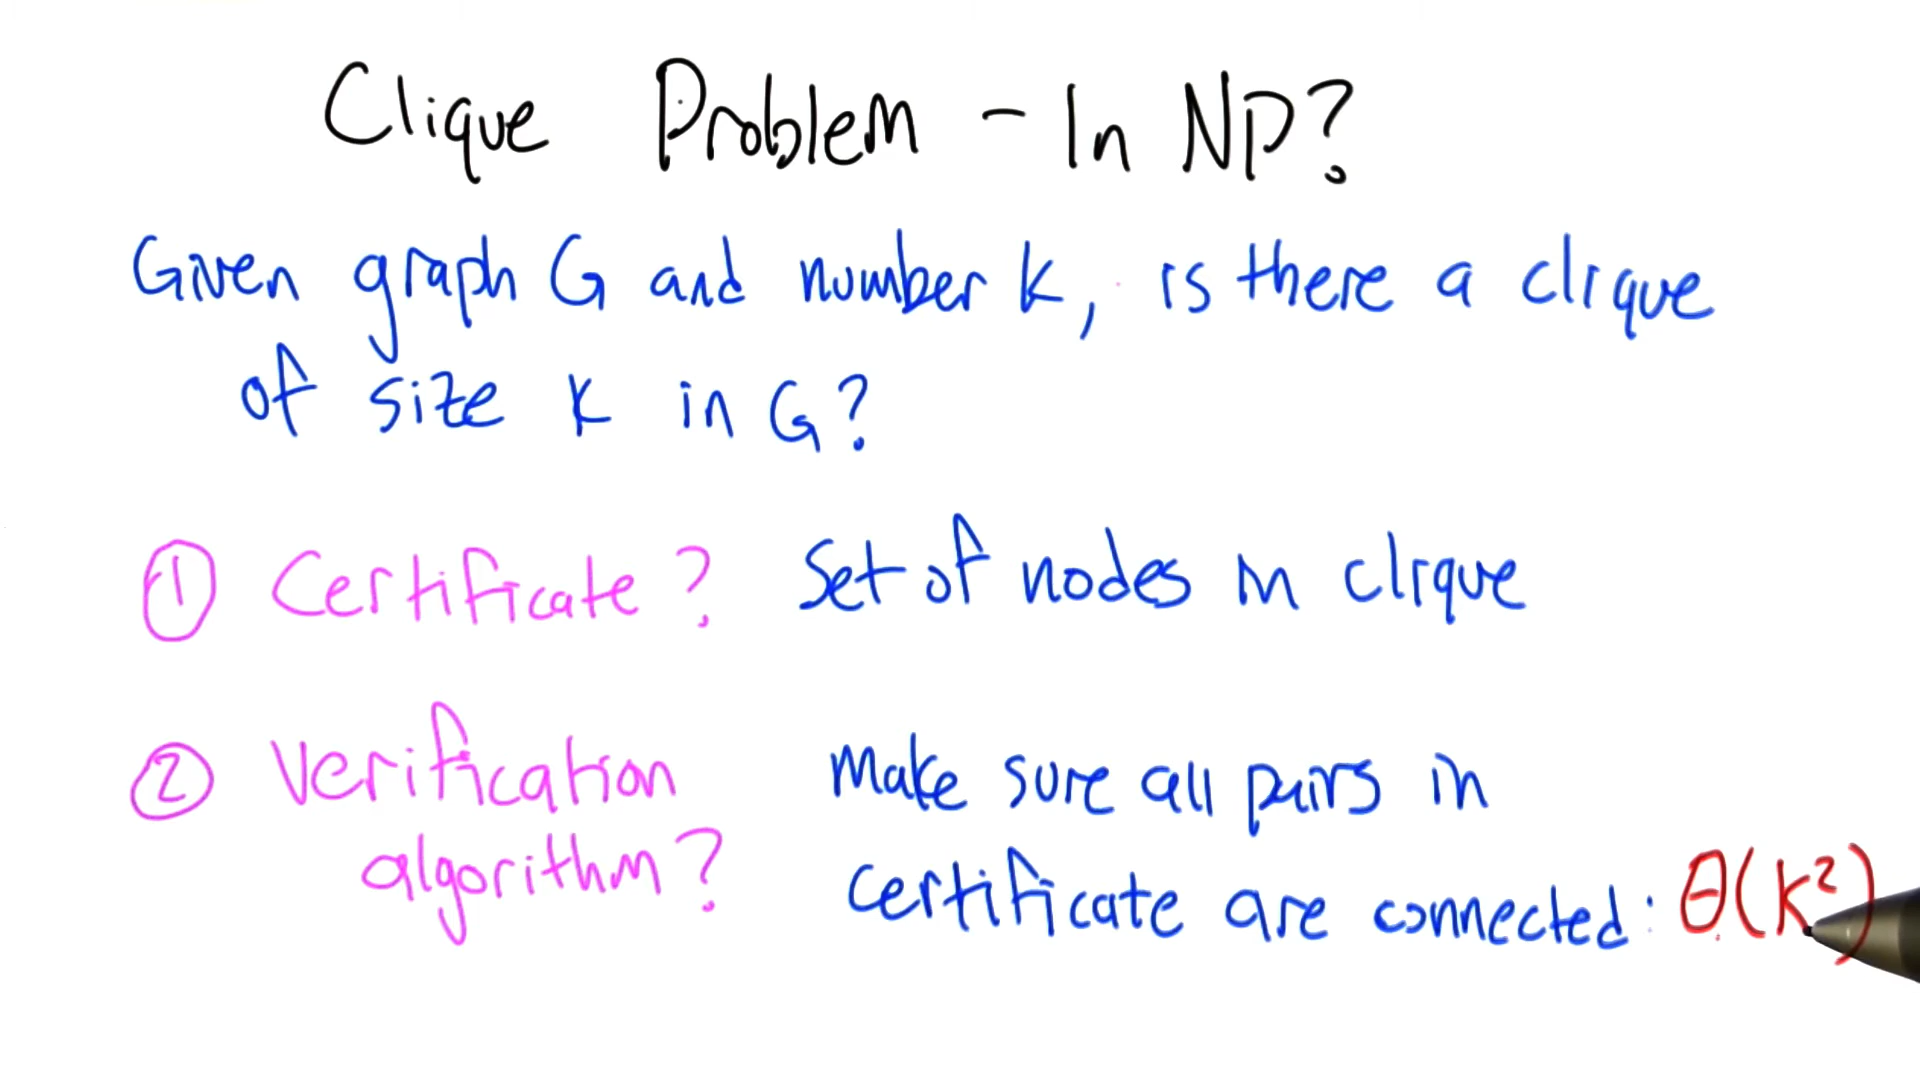 Clique Problem - In NP?
Given graph G and number K, is there a clique
of size K in G?
① Certificate? Set of nodes in clique
② Verification algorithm?
Make sure all pairs in
certificate are connected: Θ(K²)